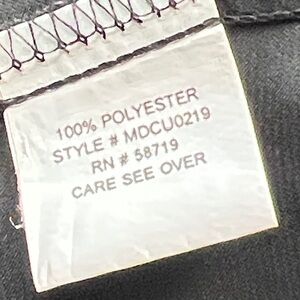 100% POLYESTER
STYLE # MDCU0219
RN # 58719
CARE SEE OVER